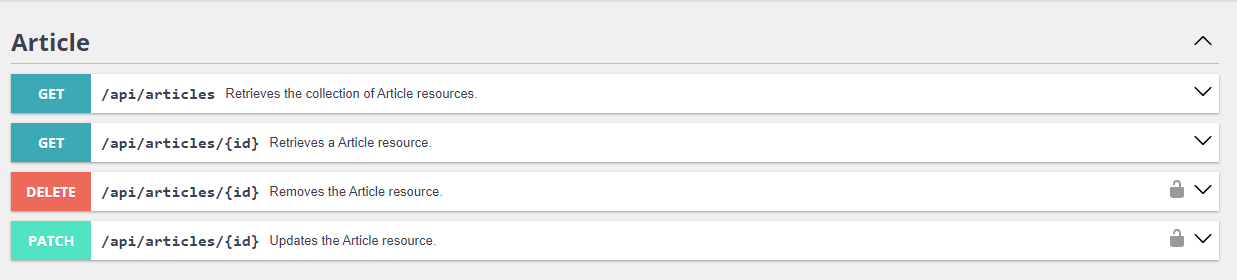 Article
GET /api/articles Retrieves the collection of Article resources.
GET /api/articles/{id} Retrieves a Article resource.
DELETE /api/articles/{id} Removes the Article resource.
PATCH /api/articles/{id} Updates the Article resource.